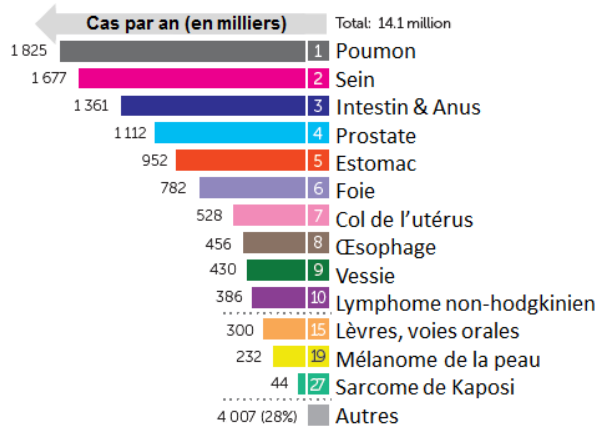 Cas par an (en milliers) Total: 14.1 million
1 825 1 Poumon
1 677 2 Sein
1 361 3 Intestin & Anus
1 112 4 Prostate
952 5 Estomac
782 6 Foie
528 7 Col de l'utérus
456 8 Œsophage
430 9 Vessie
386 10 Lymphome non-hodgkinien
300 15 Lèvres, voies orales
232 19 Mélanome de la peau
44 27 Sarcome de Kaposi
4 007 (28%) Autres